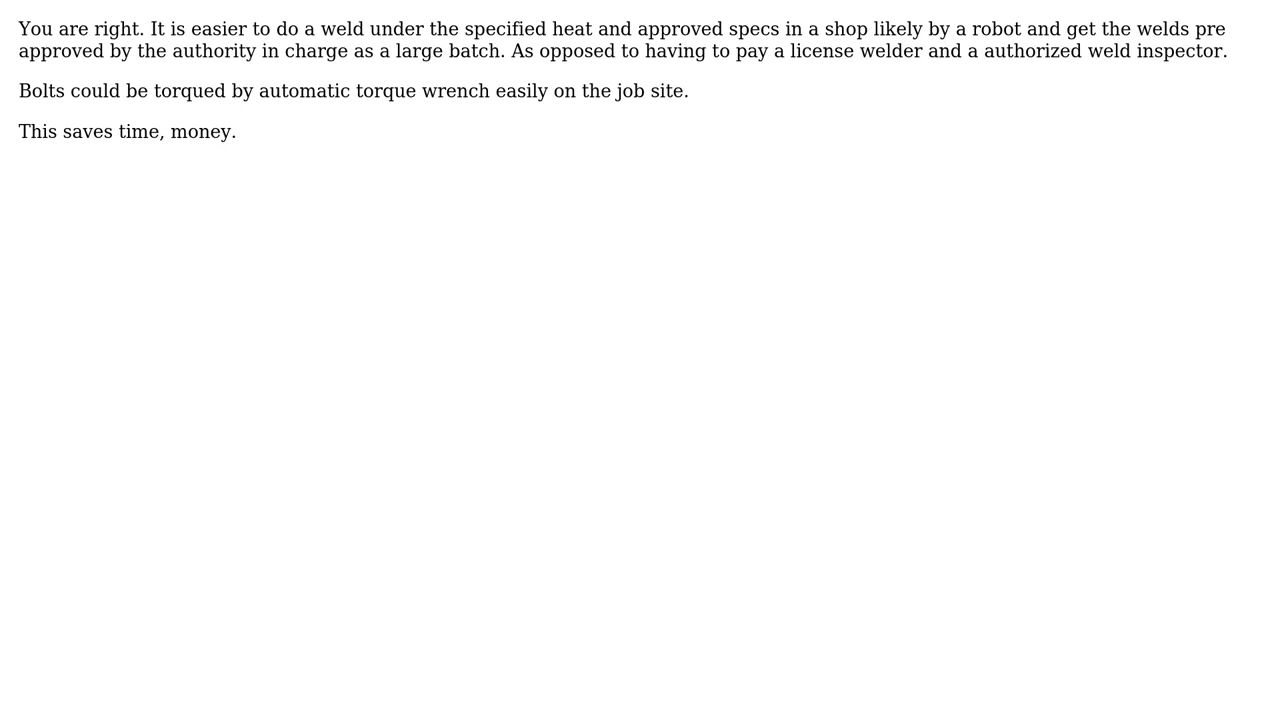 You are right. It is easier to do a weld under the specified heat and approved specs in a shop likely by a robot and get the welds pre
approved by the authority in charge as a large batch. As opposed to having to pay a license welder and a authorized weld inspector.
Bolts could be torqued by automatic torque wrench easily on the job site.
This saves time, money.